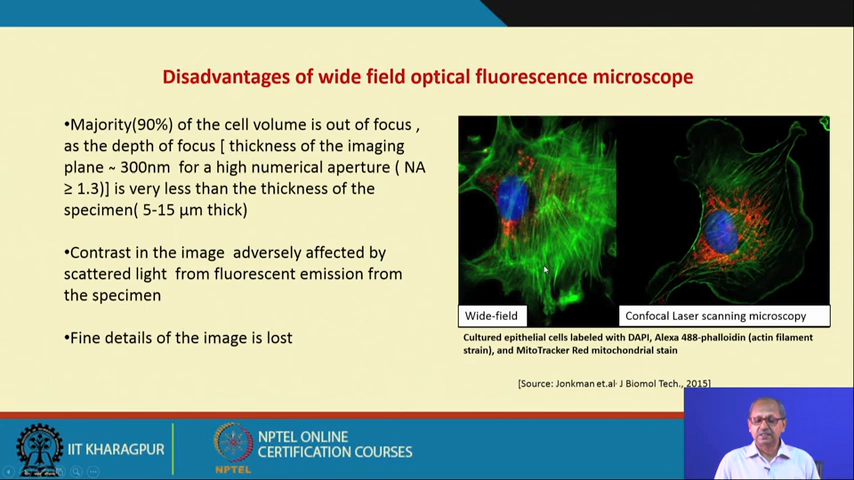 Disadvantages of wide field optical fluorescence microscope
•Majority(90%) of the cell volume is out of focus ,
as the depth of focus [ thickness of the imaging
plane ~ 300nm for a high numerical aperture ( NA
≥ 1.3)] is very less than the thickness of the
specimen( 5-15 µm thick)
•Contrast in the image adversely affected by
scattered light from fluorescent emission from
the specimen
•Fine details of the image is lost
Wide-field
Confocal Laser scanning microscopy
Cultured epithelial cells labeled with DAPI, Alexa 488-phalloidin (actin filament
strain), and MitoTracker Red mitochondrial stain
[Source: Jonkman et.al· J Biomol Tech., 2015]
IIT KHARAGPUR
NPTEL
NPTEL ONLINE
CERTIFICATION COURSES